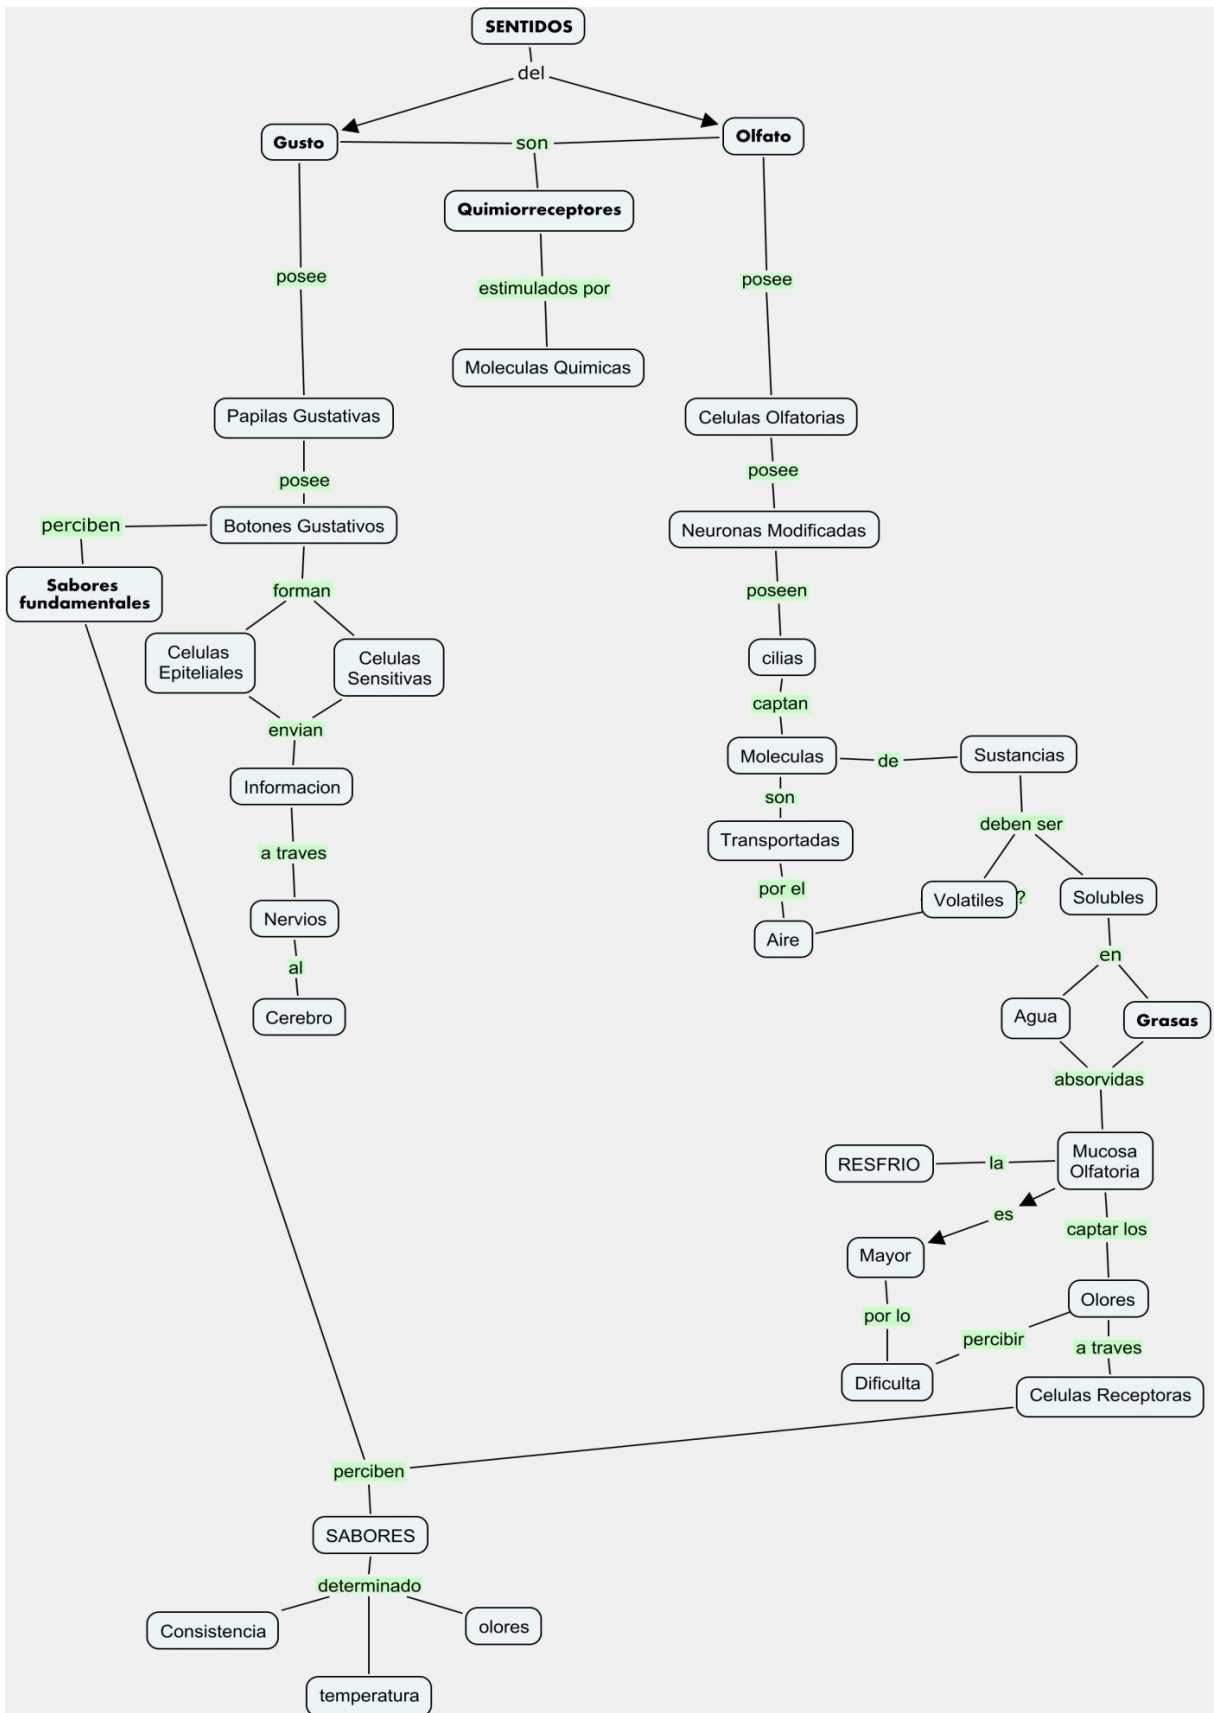 SENTIDOS
del
Gusto
son
Olfato
Quimiorreceptores
posee
estimulados por
posee
Moleculas Quimicas
Papilas Gustativas
Celulas Olfatorias
posee
posee
perciben
Botones Gustativos
Neuronas Modificadas
Sabores
fundamentales
forman
poseen
Celulas
Epiteliales
Celulas
Sensitivas
cilias
captan
envian
Moleculas
de
Sustancias
Informacion
son
deben ser
Transportadas
a traves
por el
Volatiles
?
Solubles
Nervios
Aire
en
al
Cerebro
Agua
Grasas
absorvidas
RESFRIO
la
Mucosa
Olfatoria
es
captar los
Mayor
Olores
por lo
percibir
a traves
Dificulta
Celulas Receptoras
perciben
SABORES
determinado
Consistencia
olores
temperatura